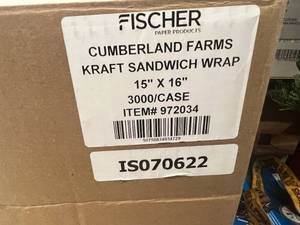 FISCHER
PAPER PRODUCTS
CUMBERLAND FARMS
KRAFT SANDWICH WRAP
15" X 16"
3000/CASE
ITEM# 972034
IS070622